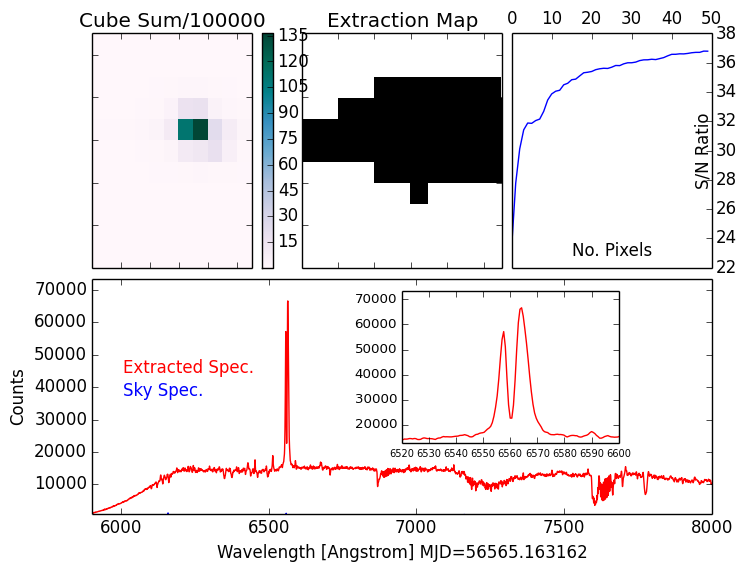 Cube Sum/100000
135
120
105
90
75
60
45
30
15
Extraction Map
0 10 20 30 40 50
38
36
34
32
30
28
26
24
22
S/N Ratio
No. Pixels
70000
60000
50000
40000
30000
20000
10000
Counts
Extracted Spec.
Sky Spec.
70000
60000
50000
40000
30000
20000
6520 6530 6540 6550 6560 6570 6580 6590 6600
6000 6500 7000 7500 8000
Wavelength [Angstrom] MJD=56565.163162